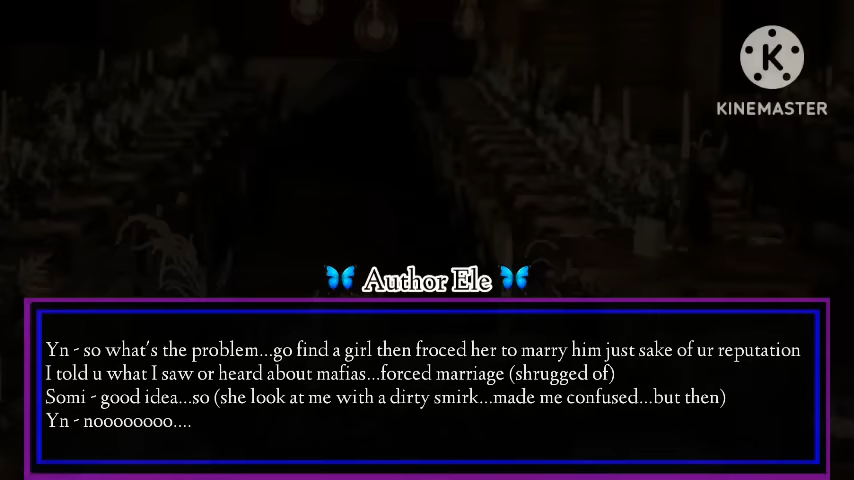 KINEMASTER
🦋 Author Ele 🦋
Yn - so what's the problem...go find a girl then froced her to marry him just sake of ur reputation
I told u what I saw or heard about mafias...forced marriage (shrugged of)
Somi - good idea...so (she look at me with a dirty smirk...made me confused...but then)
Yn - noooooooo....